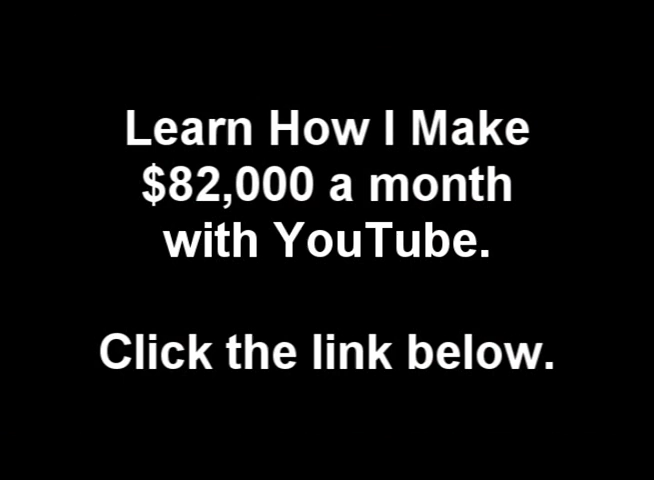 Learn How I Make
$82,000 a month
with YouTube.
Click the link below.